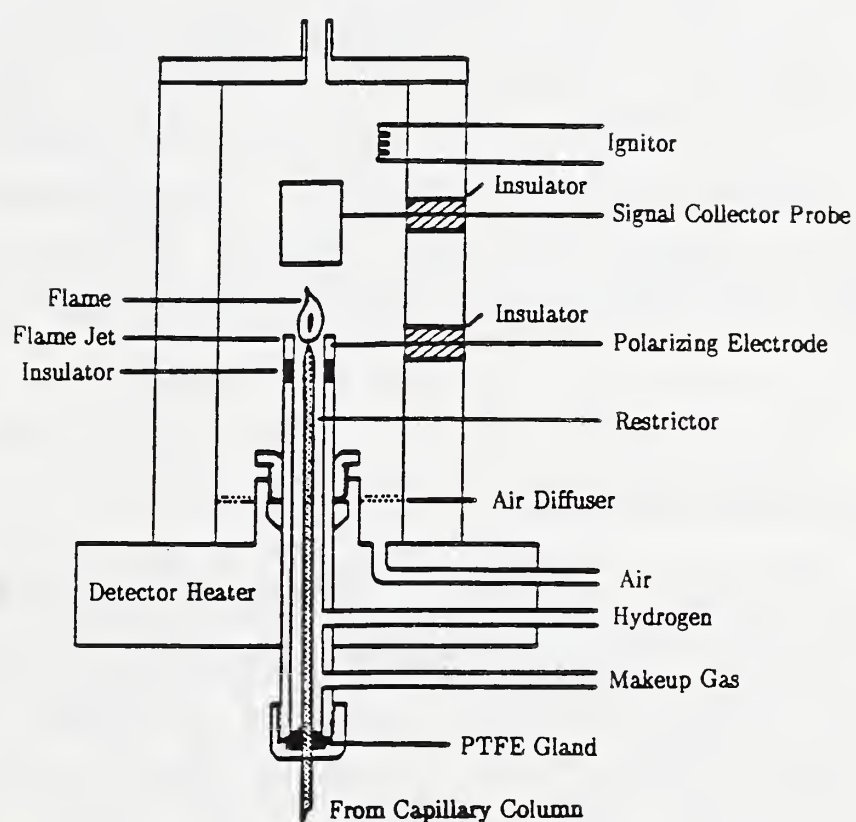 Ignitor
Insulator
Signal Collector Probe
Flame
Insulator
Flame Jet
Polarizing Electrode
Insulator
Restrictor
Air Diffuser
Air
Detector Heater
Hydrogen
Makeup Gas
PTFE Gland
From Capillary Column